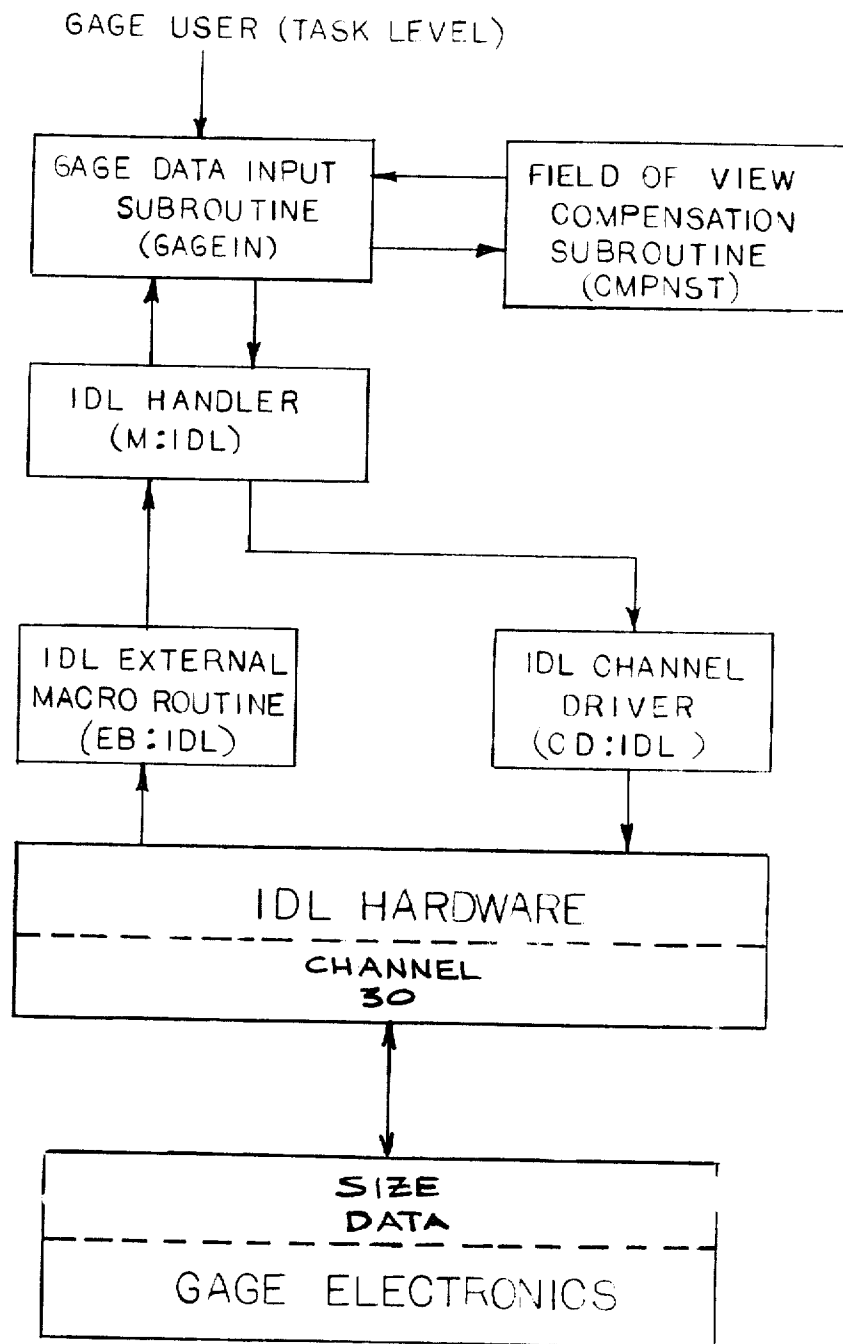 GAGE USER (TASK LEVEL)
GAGE DATA INPUT
SUBROUTINE
(GAGEIN)
FIELD OF VIEW
COMPENSATION
SUBROUTINE
(CMPNST)
IDL HANDLER
(M:IDL)
IDL EXTERNAL
MACRO ROUTINE
(EB:IDL)
IDL CHANNEL
DRIVER
(CD:IDL)
IDL HARDWARE
CHANNEL
30
SIZE
DATA
GAGE ELECTRONICS